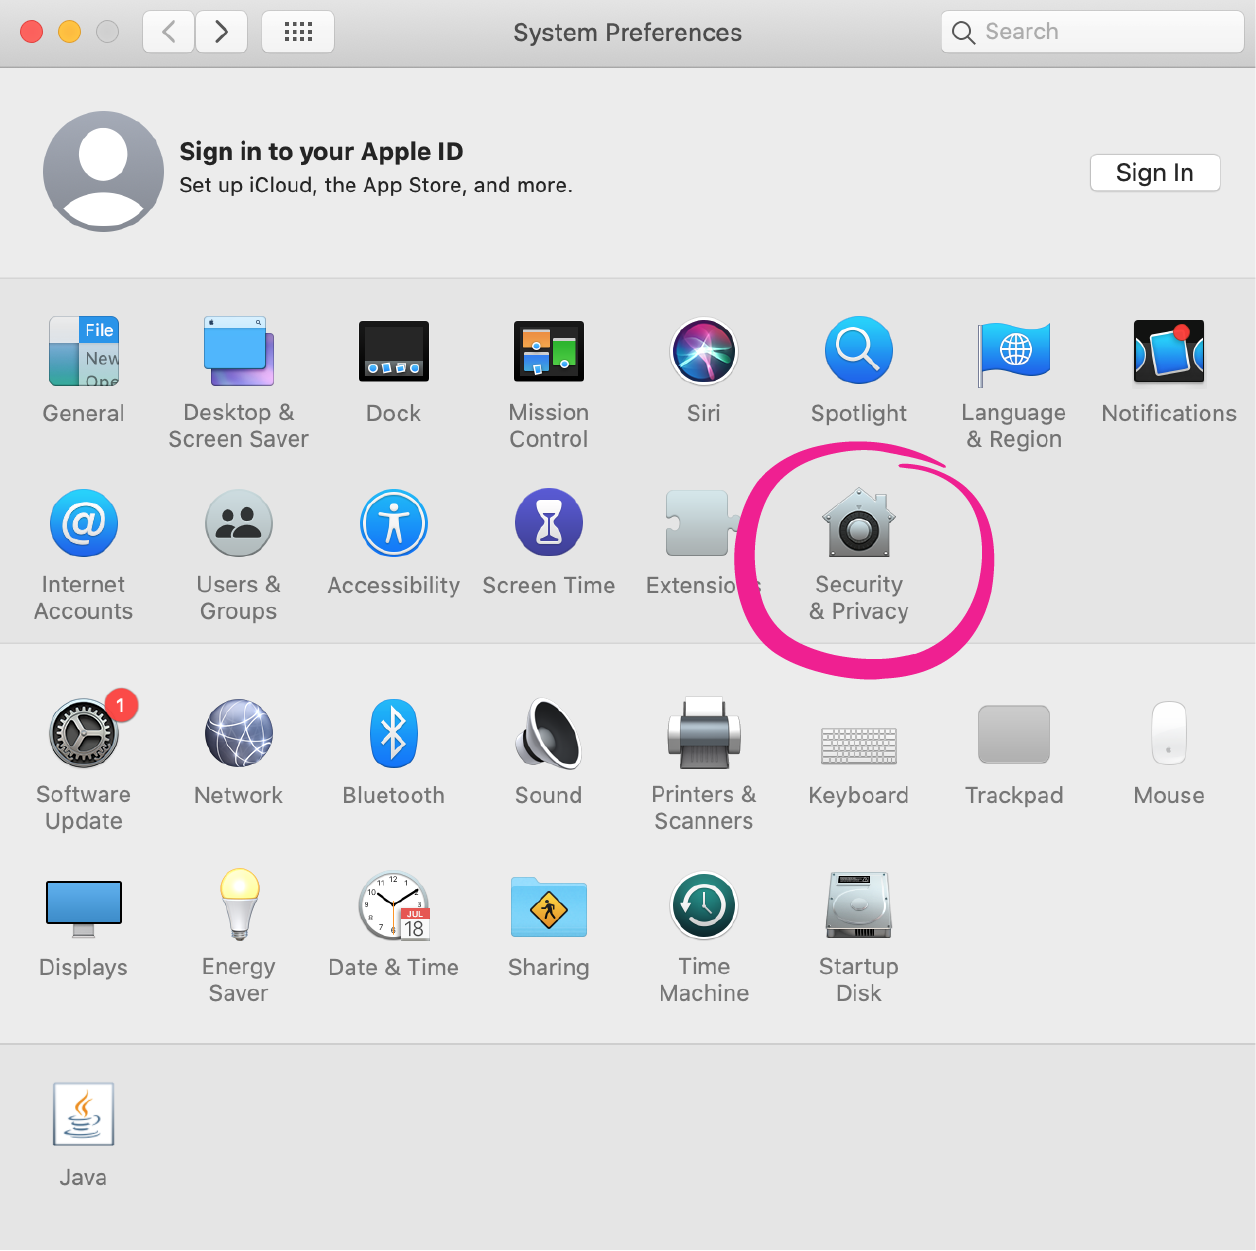 System Preferences
Search
Sign in to your Apple ID
Set up iCloud, the App Store, and more.
Sign In
File
New
Ope
General
Desktop &
Screen Saver
Dock
Mission
Control
Siri
Spotlight
Language
& Region
Notifications
@
Internet
Accounts
Users &
Groups
Accessibility
Screen Time
Extensions
Security
& Privacy
1
Software
Update
Network
Bluetooth
Sound
Printers &
Scanners
Keyboard
Trackpad
Mouse
Displays
Energy
Saver
JUL
18
Date & Time
Sharing
Time
Machine
Startup
Disk
Java